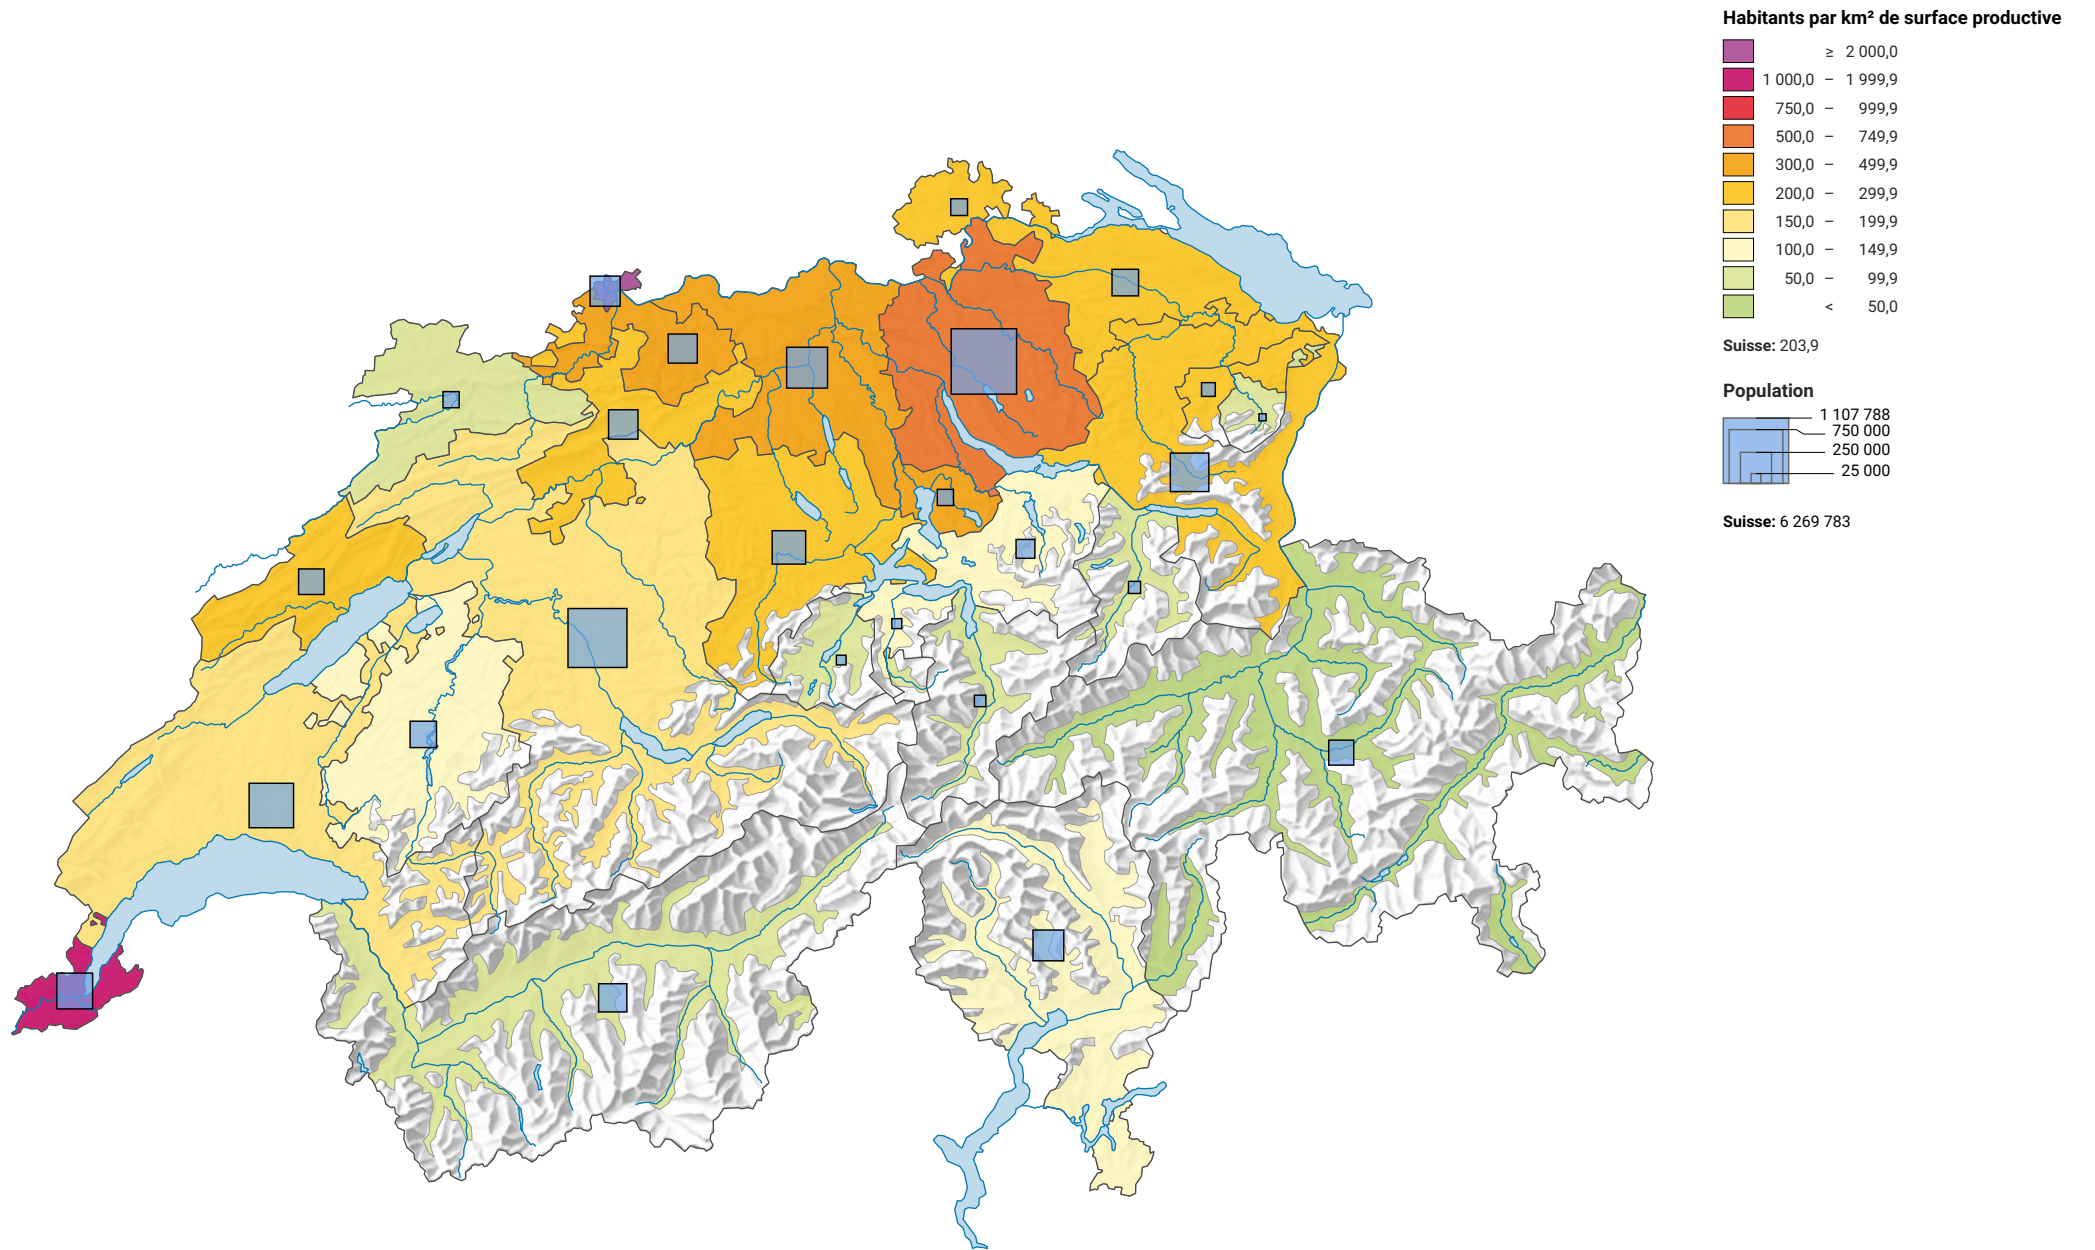 Habitants par km² de surface productive
≥ 2 000,0
1 000,0 – 1 999,9
750,0 – 999,9
500,0 – 749,9
300,0 – 499,9
200,0 – 299,9
150,0 – 199,9
100,0 – 149,9
50,0 – 99,9
< 50,0
Suisse: 203,9
Population
1 107 788
750 000
250 000
25 000
Suisse: 6 269 783